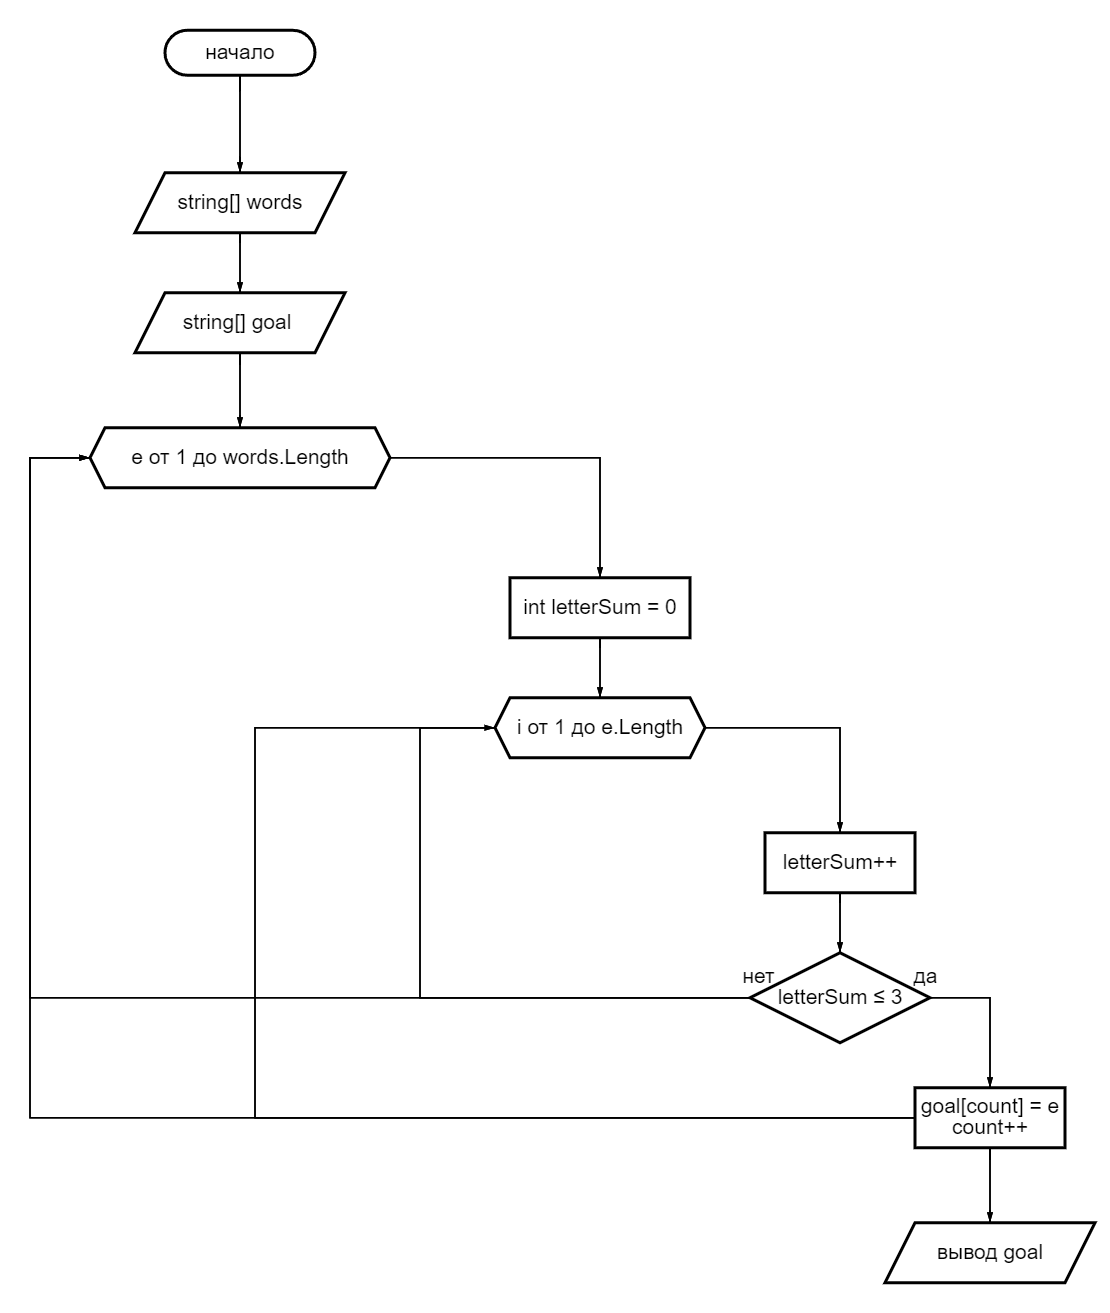 начало
string[] words
string[] goal
e от 1 до words.Length
int letterSum = 0
i от 1 до e.Length
letterSum++
нет
да
letterSum ≤ 3
goal[count] = e
count++
вывод goal